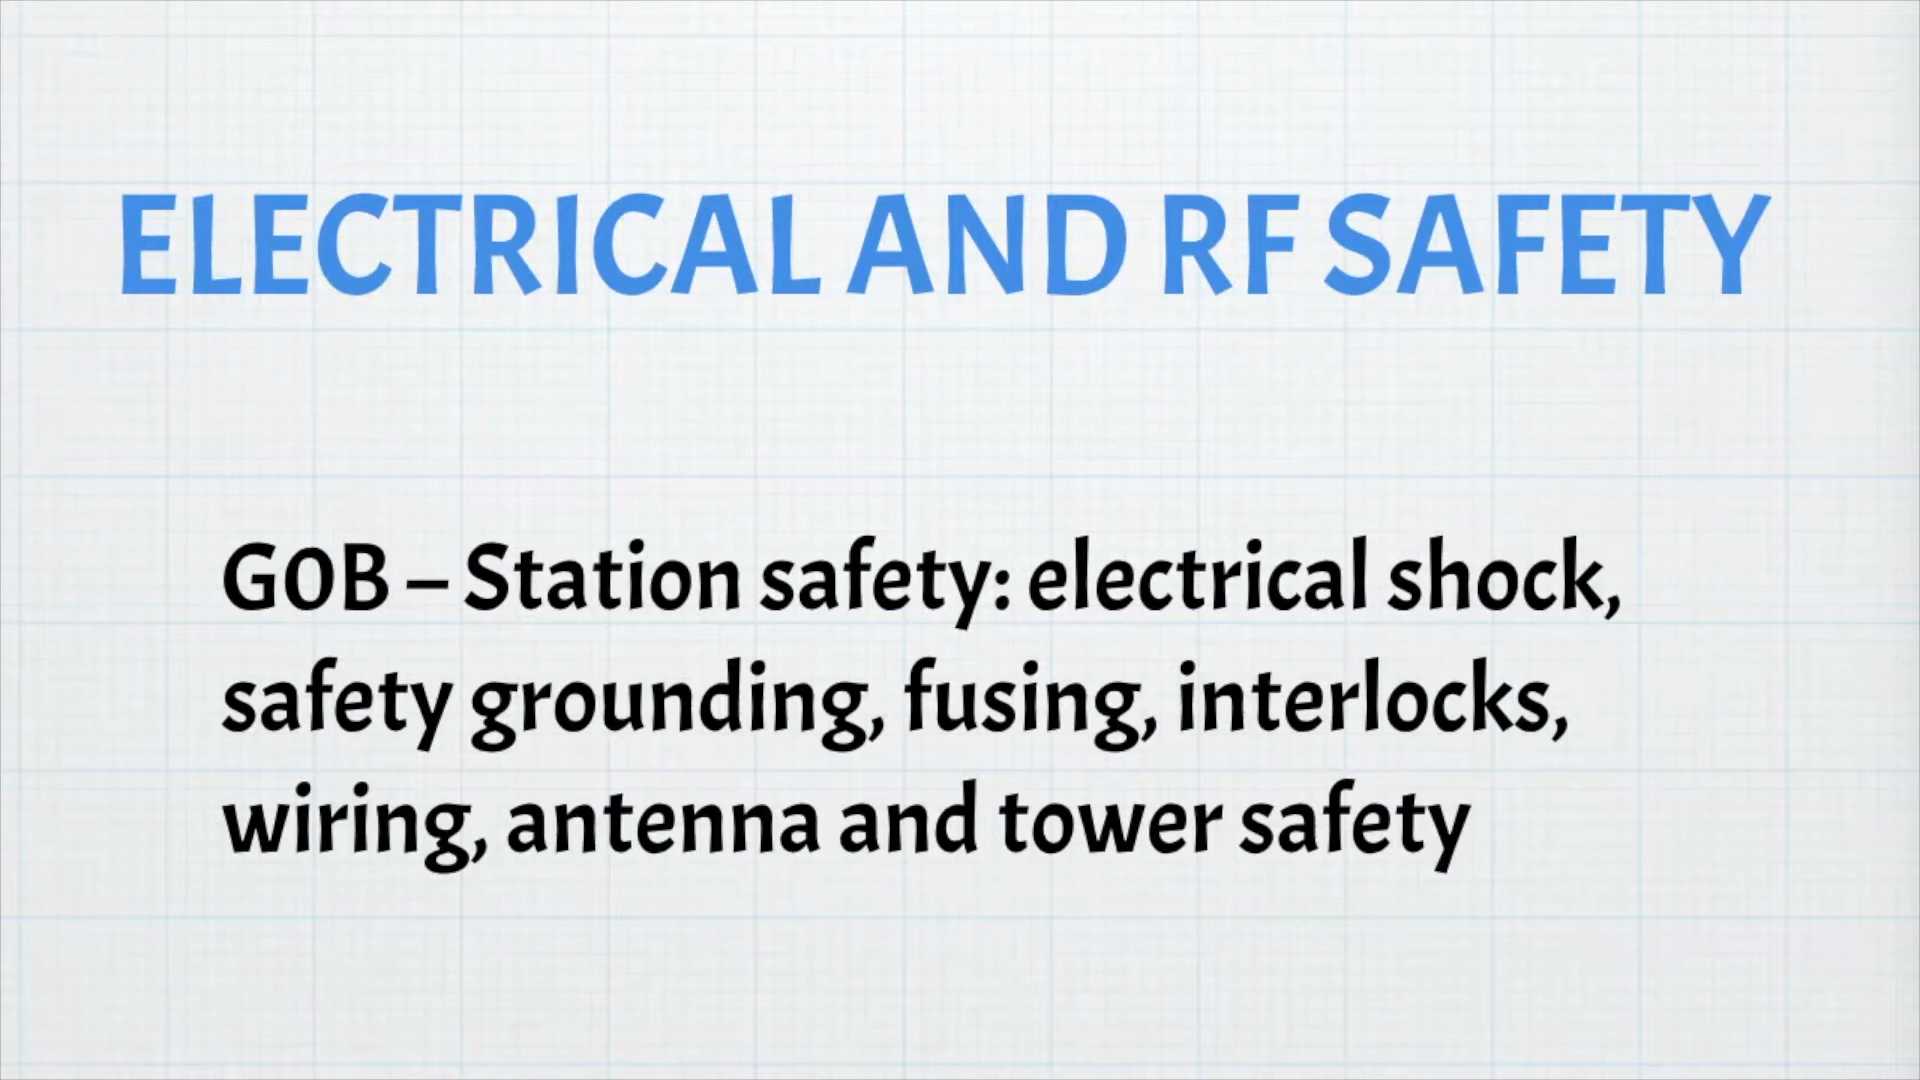 ELECTRICAL AND RF SAFETY
G0B – Station safety: electrical shock,
safety grounding, fusing, interlocks,
wiring, antenna and tower safety